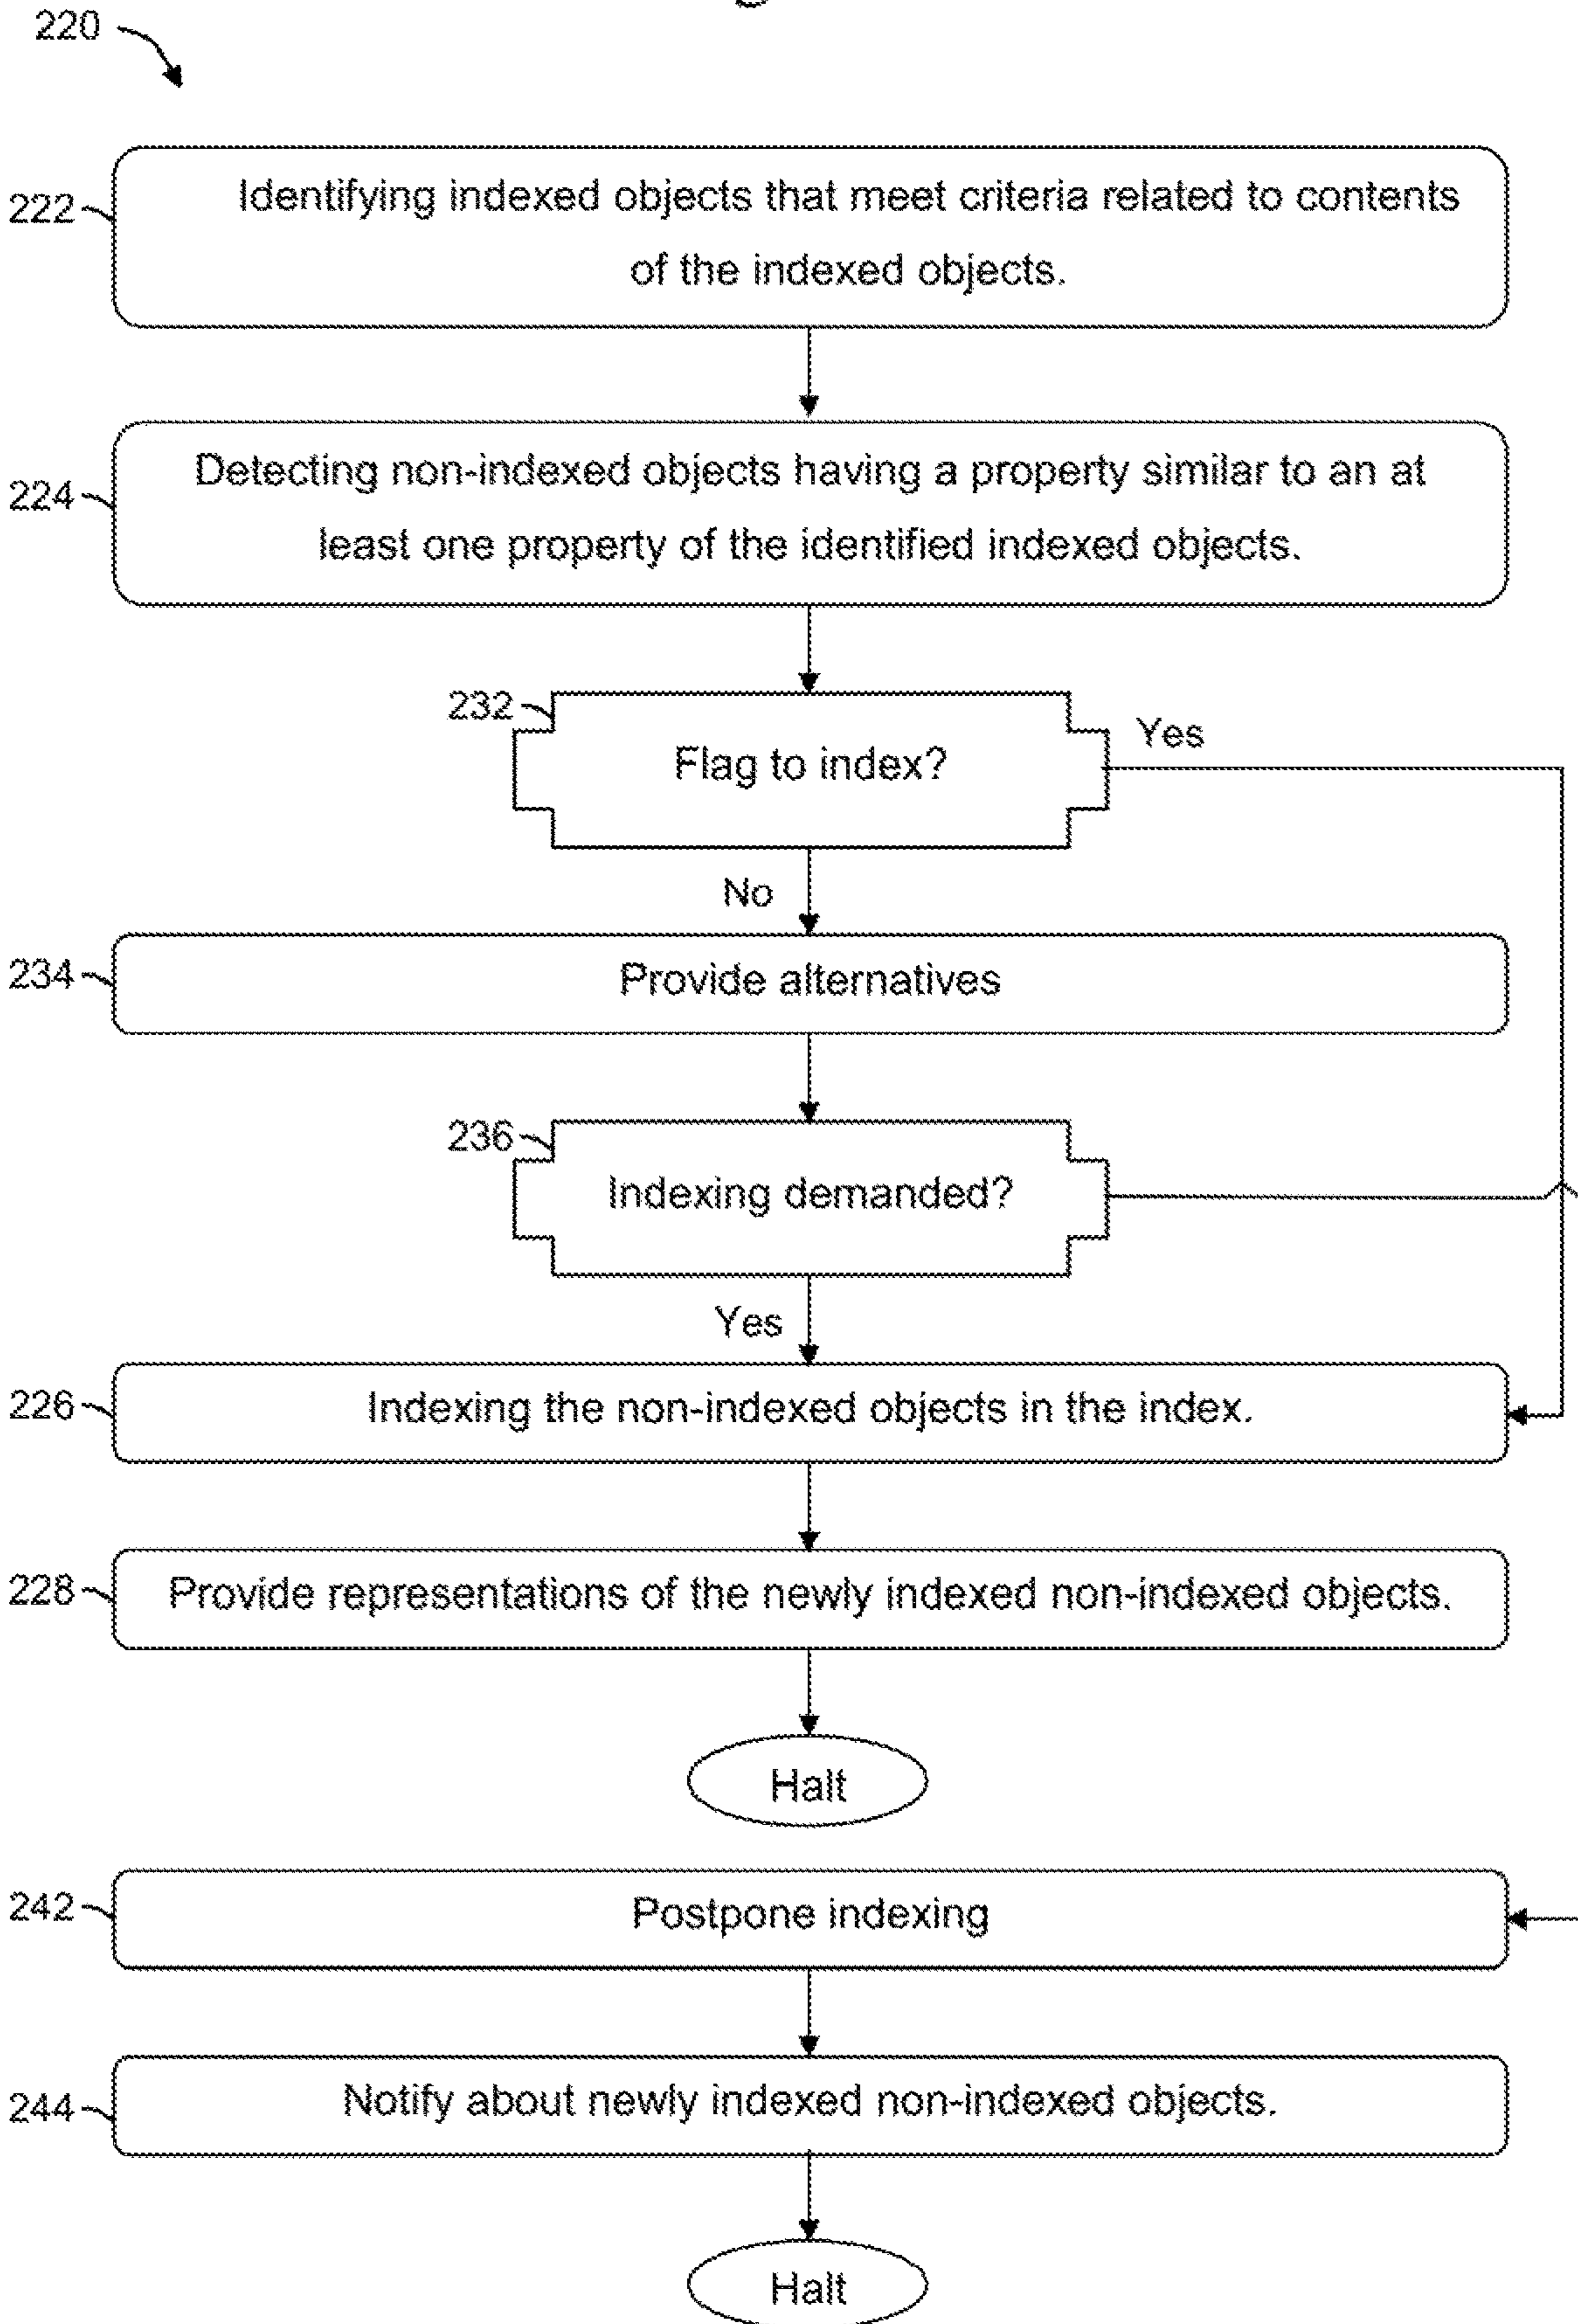 220
222
Identifying indexed objects that meet criteria related to contents
of the indexed objects.
224
Detecting non-indexed objects having a property similar to an at
least one property of the identified indexed objects.
232
Flag to index?
Yes
No
234
Provide alternatives
236
Indexing demanded?
Yes
226
Indexing the non-indexed objects in the index.
228
Provide representations of the newly indexed non-indexed objects.
Halt
242
Postpone indexing
244
Notify about newly indexed non-indexed objects.
Halt